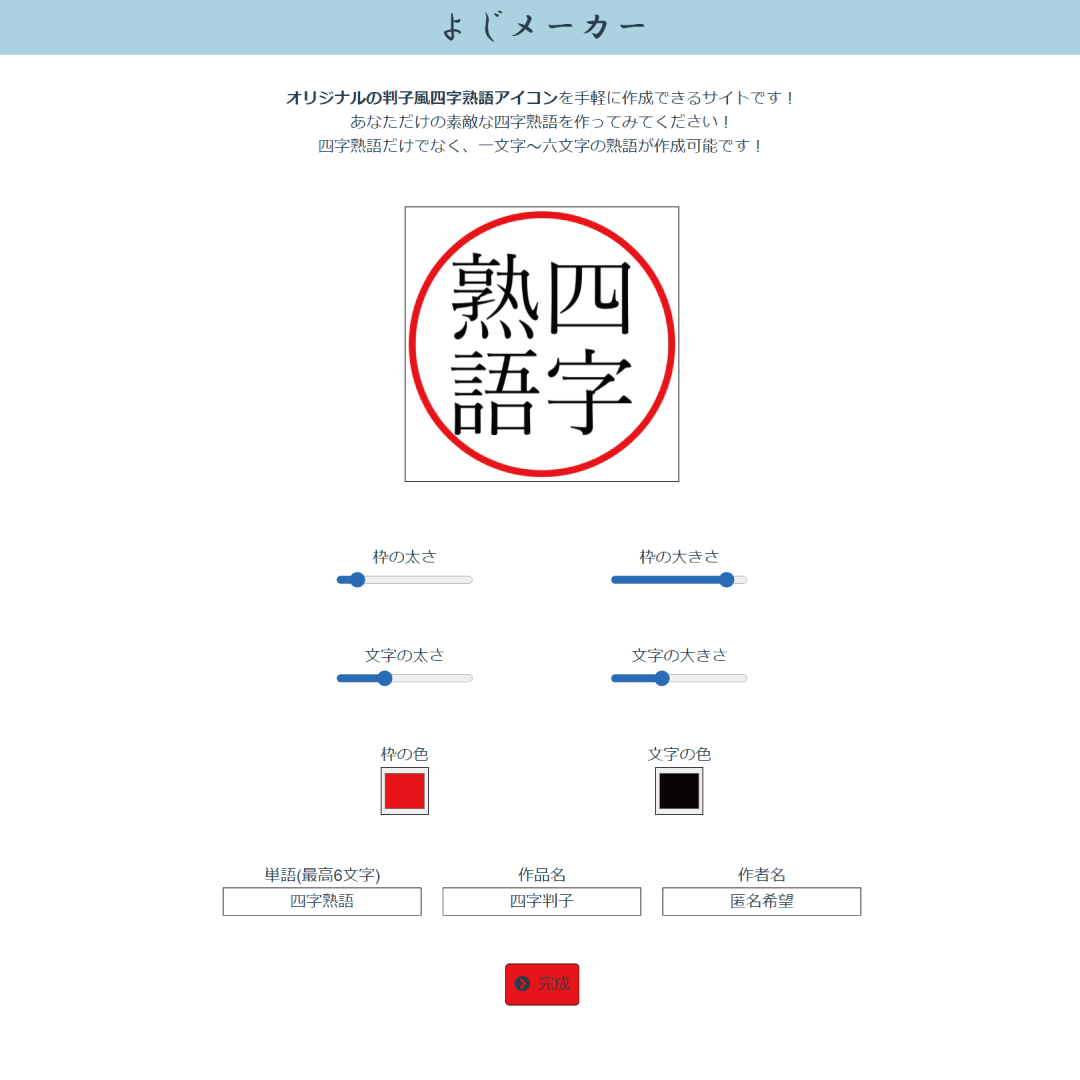 よじメーカー
オリジナルの判子風四字熟語アイコンを手軽に作成できるサイトです！
あなただけの素敵な四字熟語を作ってみてください！
四字熟語だけでなく、一文字～六文字の熟語が作成可能です！
四字
熟語
枠の太さ
枠の大きさ
文字の太さ
文字の大きさ
枠の色
文字の色
単語(最高6文字)
作品名
作者名
四字熟語
四字判子
匿名希望
完成